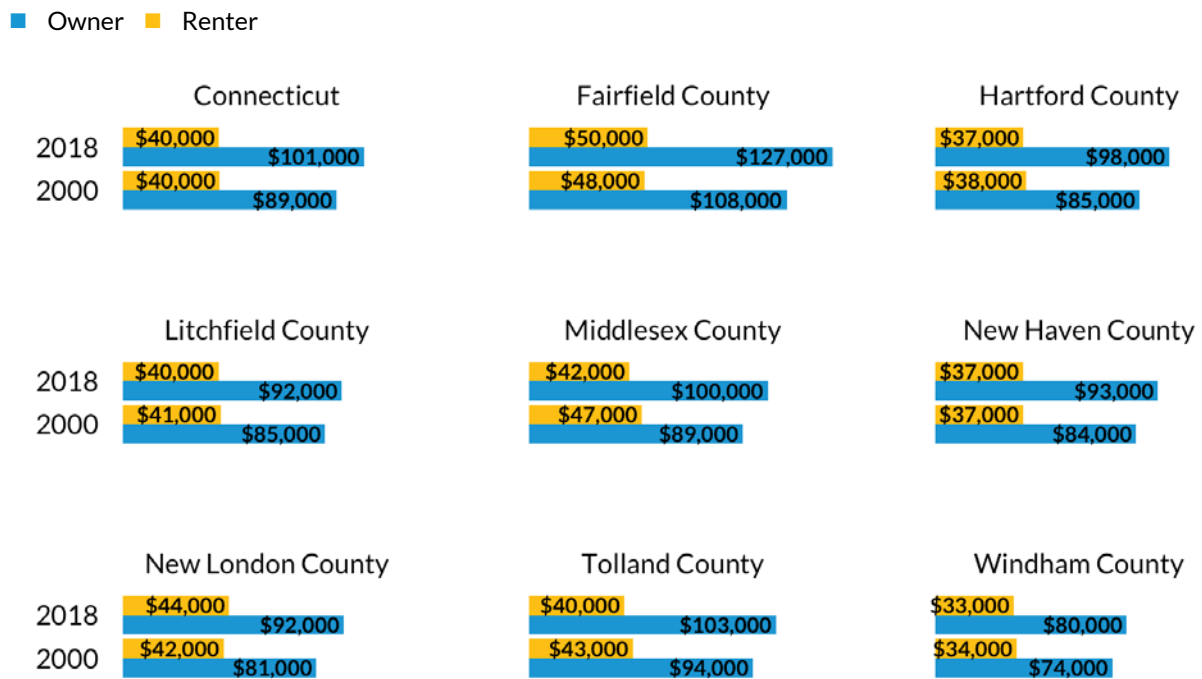 Owner Renter
Connecticut Fairfield County Hartford County
$40,000 $50,000 $37,000
2018 $101,000 $127,000 $98,000
$40,000 $48,000 $38,000
2000 $89,000 $108,000 $85,000
Litchfield County Middlesex County New Haven County
$40,000 $42,000 $37,000
2018 $92,000 $100,000 $93,000
$41,000 $47,000 $37,000
2000 $85,000 $89,000 $84,000
New London County Tolland County Windham County
$44,000 $40,000 $33,000
2018 $92,000 $103,000 $80,000
$42,000 $43,000 $34,000
2000 $81,000 $94,000 $74,000